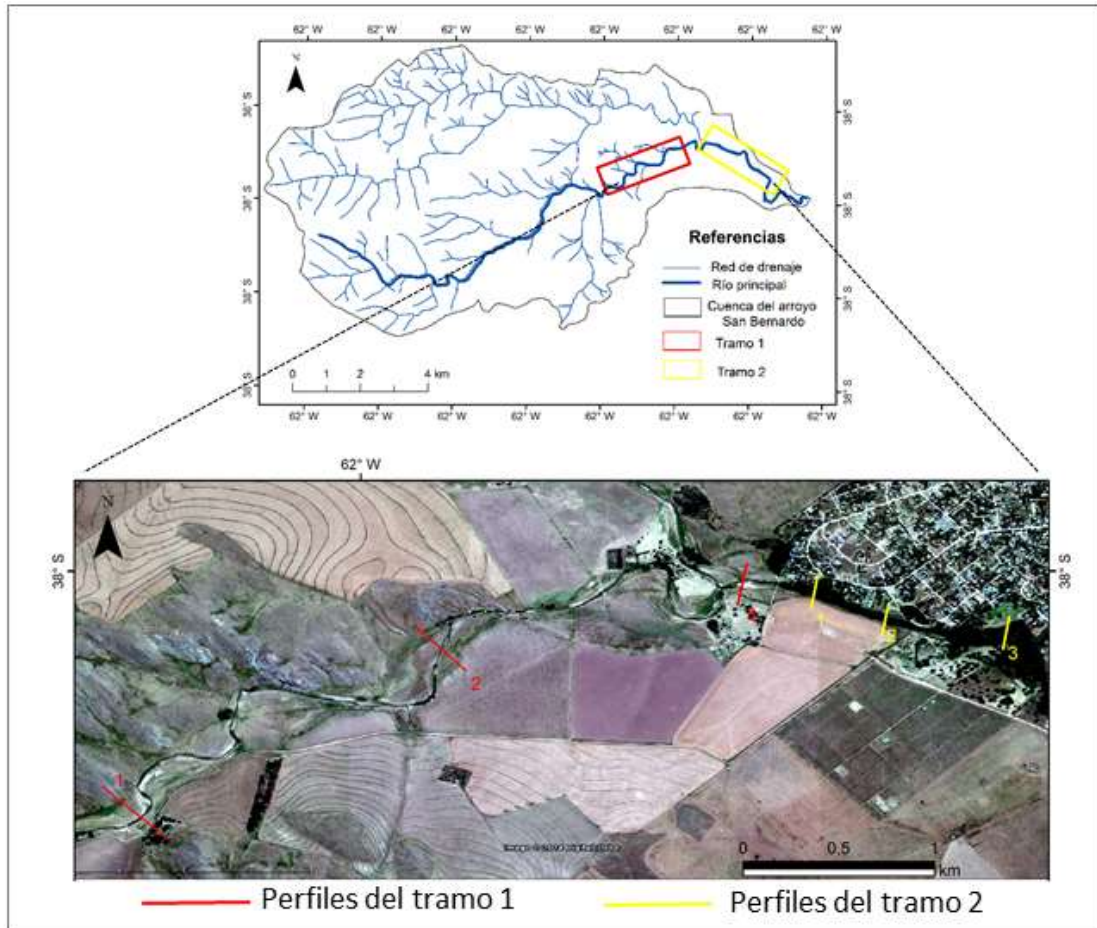 62° W 62° W 62° W 62° W 62° W 62° W 62° W 62° W
38° S 38° S
38° S 38° S
38° S 38° S
38° S 38° S
Referencias
Red de drenaje
Río principal
Cuenca del arroyo
San Bernardo
Tramo 1
Tramo 2
0 1 2 4 km
62° W 62° W 62° W 62° W 62° W 62° W 62° W 62° W
62° W
38° S 38° S
1
2
3
1
2
3
0 0,5 1
km
Perfiles del tramo 1
Perfiles del tramo 2